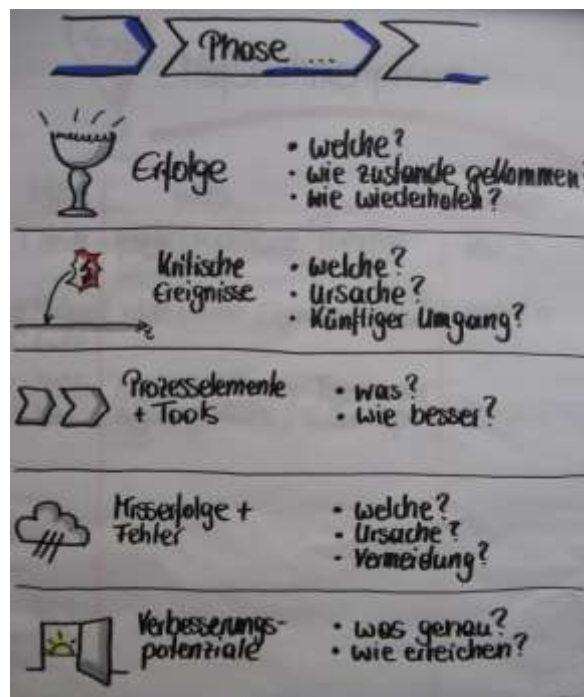 Phase ...
Erfolge
• welche?
• wie zustande gekommen?
• wie wiederholen?
Kritische
Ereignisse
• welche?
• Ursache?
• Künftiger Umgang?
Prozesselemente
+ Tools
• was?
• wie besser?
Misserfolge +
Fehler
• welche?
• Ursache?
• Vermeidung?
Verbesserungs-
potenziale
• was genau?
• wie erreichen?